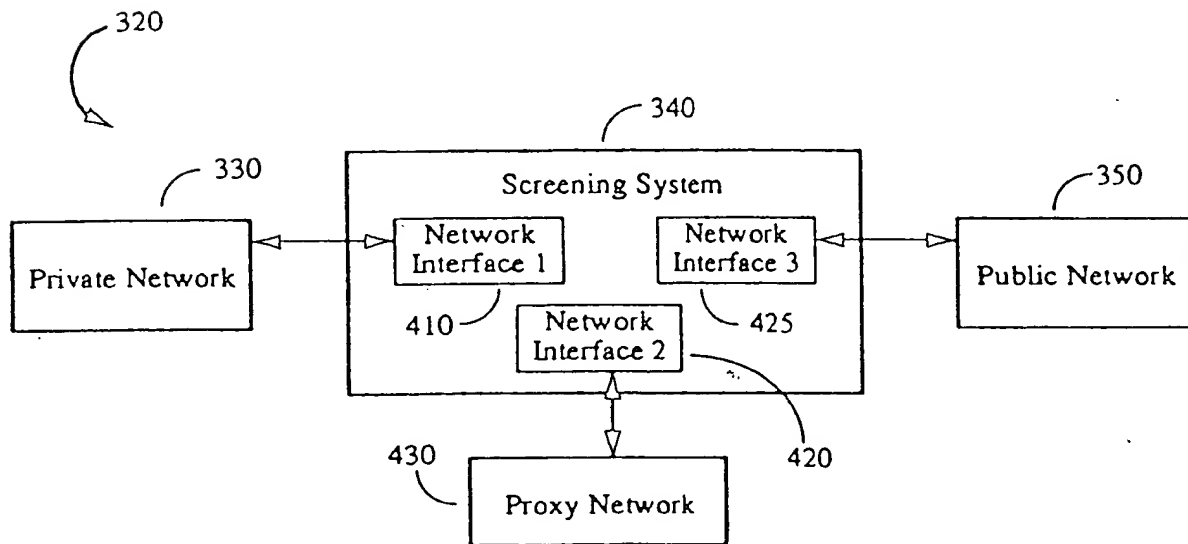 320
340
330
350
Screening System
Private Network
Network
Interface 1
Network
Interface 3
Public Network
410
425
Network
Interface 2
420
430
Proxy Network